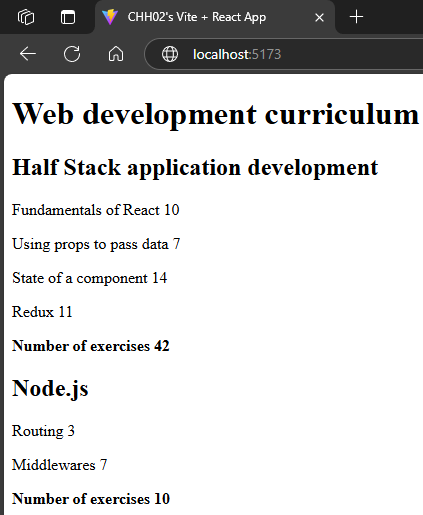 CHH02's Vite + React App
localhost:5173
Web development curriculum
Half Stack application development
Fundamentals of React 10
Using props to pass data 7
State of a component 14
Redux 11
Number of exercises 42
Node.js
Routing 3
Middlewares 7
Number of exercises 10